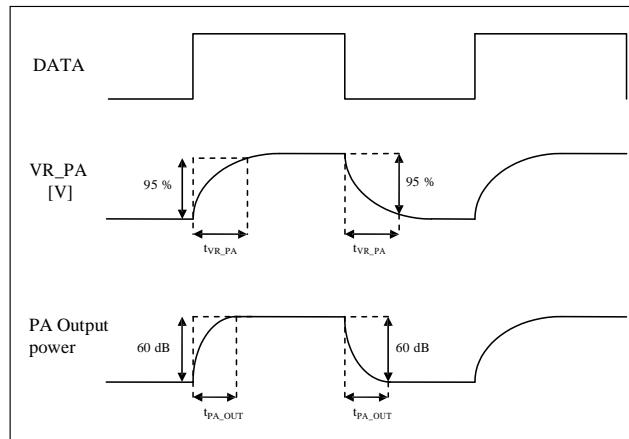 DATA
VR_PA
[V]
95 %
95 %
tVR_PA
tVR_PA
PA Output
power
60 dB
60 dB
tPA_OUT
tPA_OUT